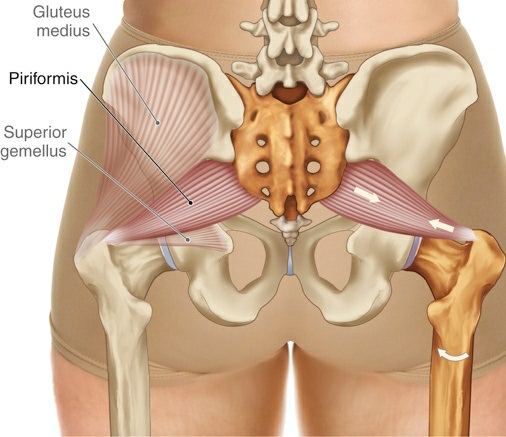 Gluteus
medius
Piriformis
Superior
gemellus